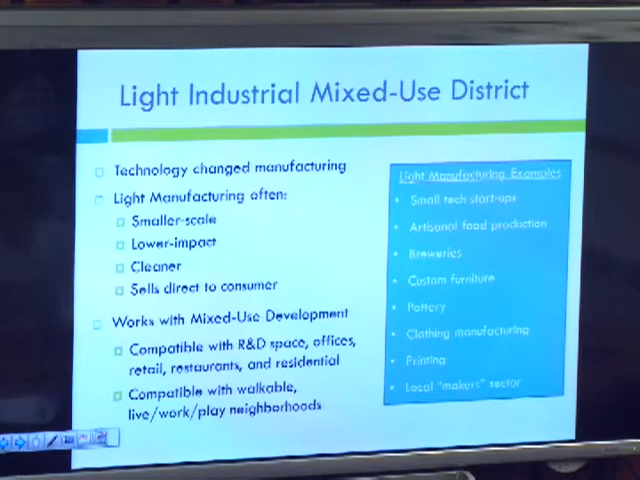 Light Industrial Mixed-Use District
Technology changed manufacturing
Light Manufacturing often:
Smaller-scale
Lower-impact
Cleaner
Sells direct to consumer
Works with Mixed-Use Development
Compatible with R&D space, offices,
retail, restaurants, and residential
Compatible with walkable,
live/work/play neighborhoods
Light Manufacturing Examples
Small tech start-ups
Artisanal food production
Breweries
Custom furniture
Pottery
Clothing manufacturing
Printing
Local "makers" sector